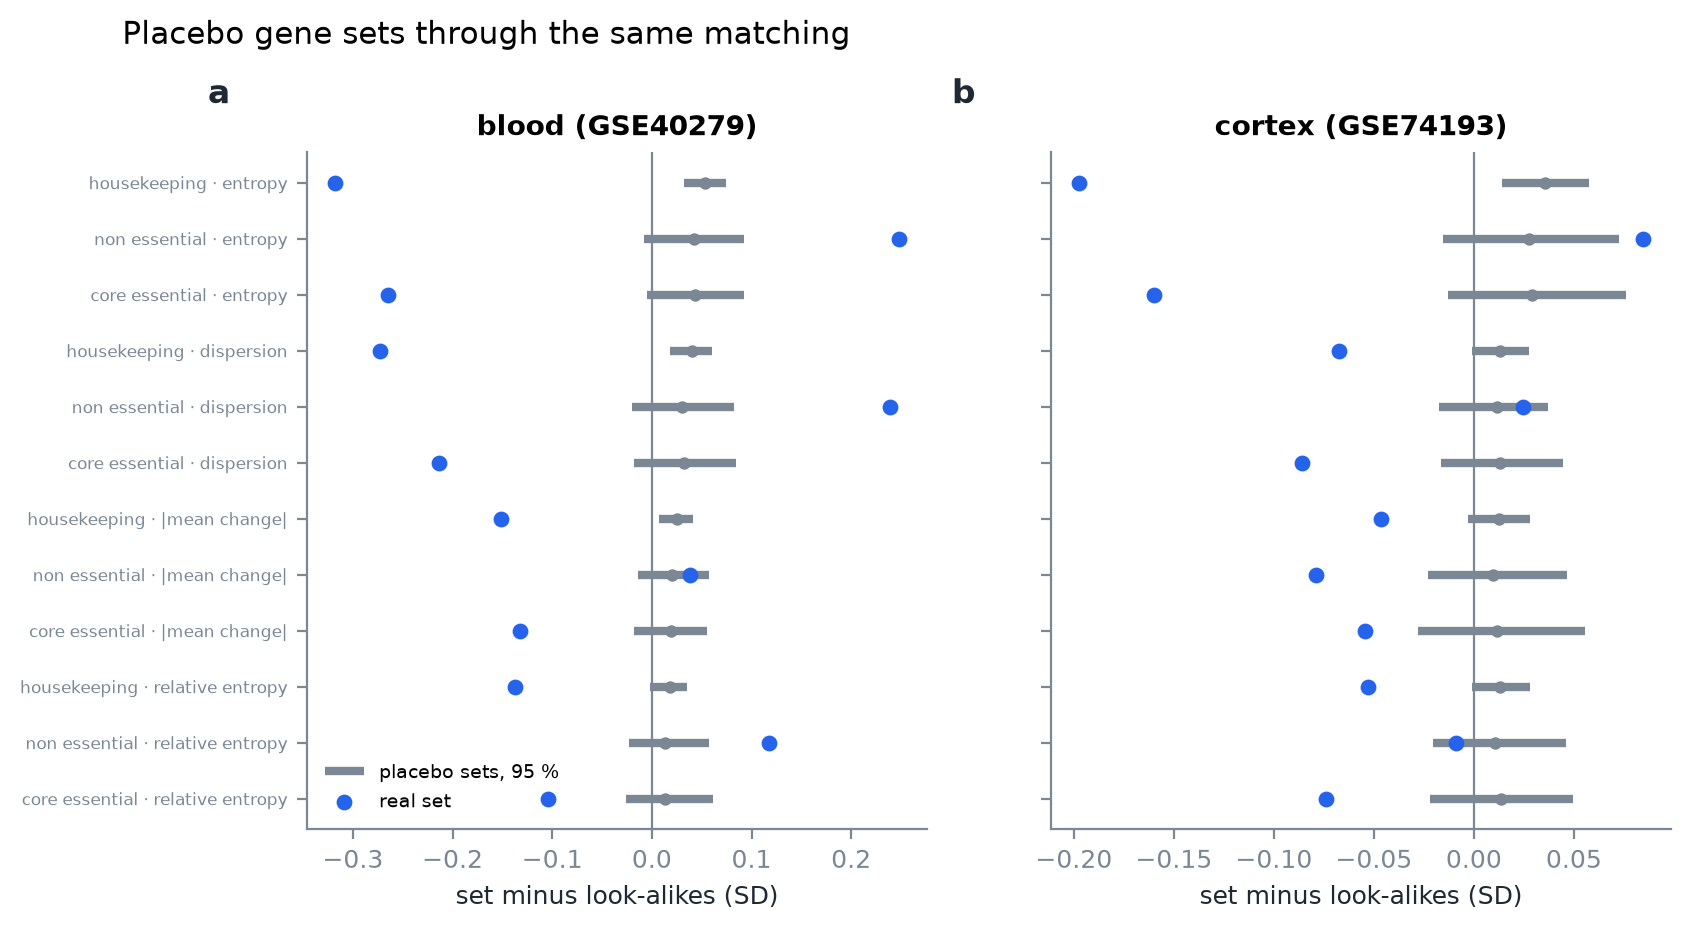 Placebo gene sets through the same matching
a
blood (GSE40279)
housekeeping · entropy
non essential · entropy
core essential · entropy
housekeeping · dispersion
non essential · dispersion
core essential · dispersion
housekeeping · |mean change|
non essential · |mean change|
core essential · |mean change|
housekeeping · relative entropy
non essential · relative entropy
core essential · relative entropy
placebo sets, 95 %
real set
−0.3 −0.2 −0.1 0.0 0.1 0.2
set minus look-alikes (SD)
b
cortex (GSE74193)
−0.20 −0.15 −0.10 −0.05 0.00 0.05
set minus look-alikes (SD)